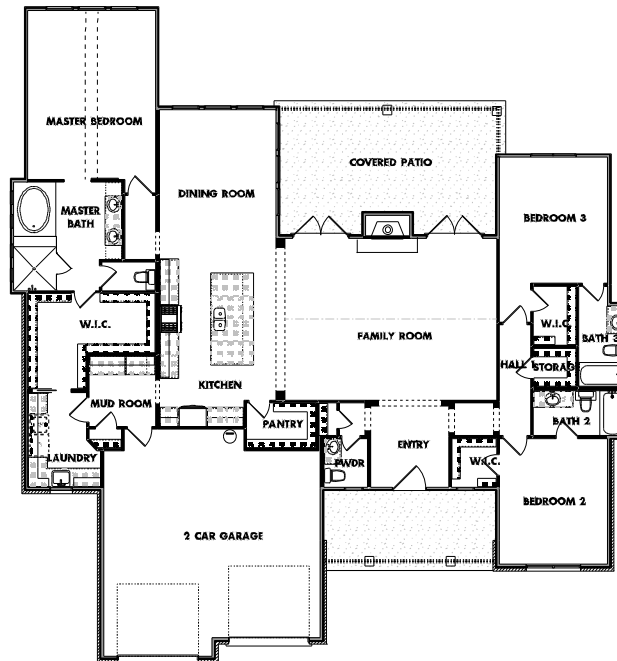 MASTER BEDROOM
COVERED PATIO
DINING ROOM
MASTER
BATH
BEDROOM 3
W.I.C.
W.I.C.
FAMILY ROOM
BATH 3
HALL 1
STORAGE
KITCHEN
MUD ROOM
PANTRY
BATH 2
ENTRY
LAUNDRY
PWDR
W.I.C.
BEDROOM 2
2 CAR GARAGE